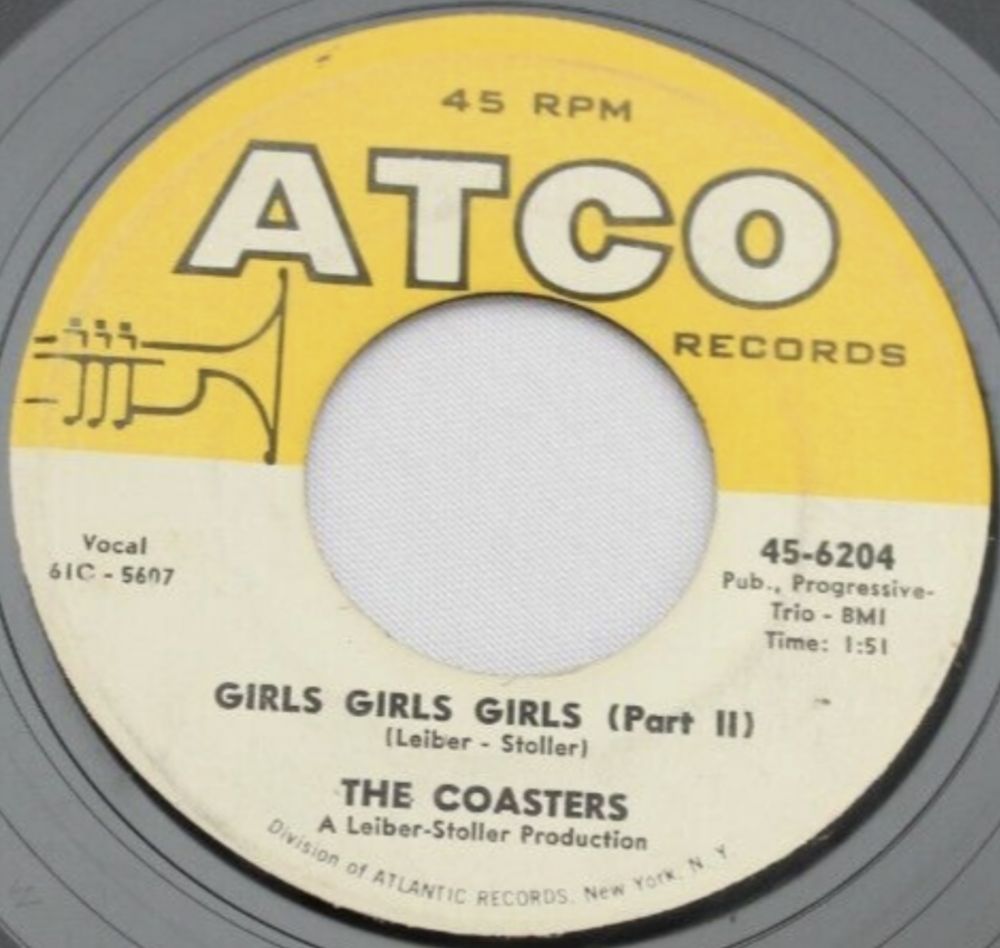 45 RPM
ATCO
RECORDS
Vocal
61C - 5607
45-6204
Pub., Progressive-
Trio - BMI
Time: 1:51
GIRLS GIRLS GIRLS (Part II)
(Leiber - Stoller)
THE COASTERS
A Leiber-Stoller Production
Division of ATLANTIC RECORDS, New York, N. Y